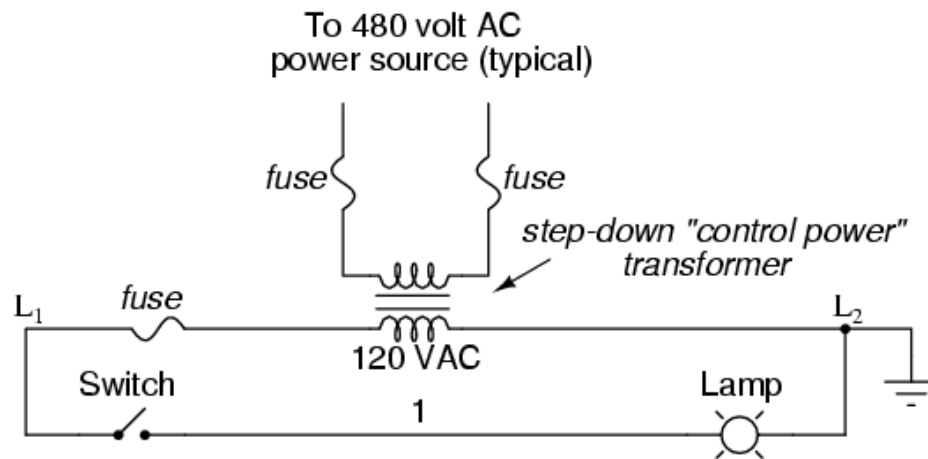 To 480 volt AC
power source (typical)
fuse
fuse
step-down "control power"
transformer
L1
fuse
L2
120 VAC
Switch
1
Lamp